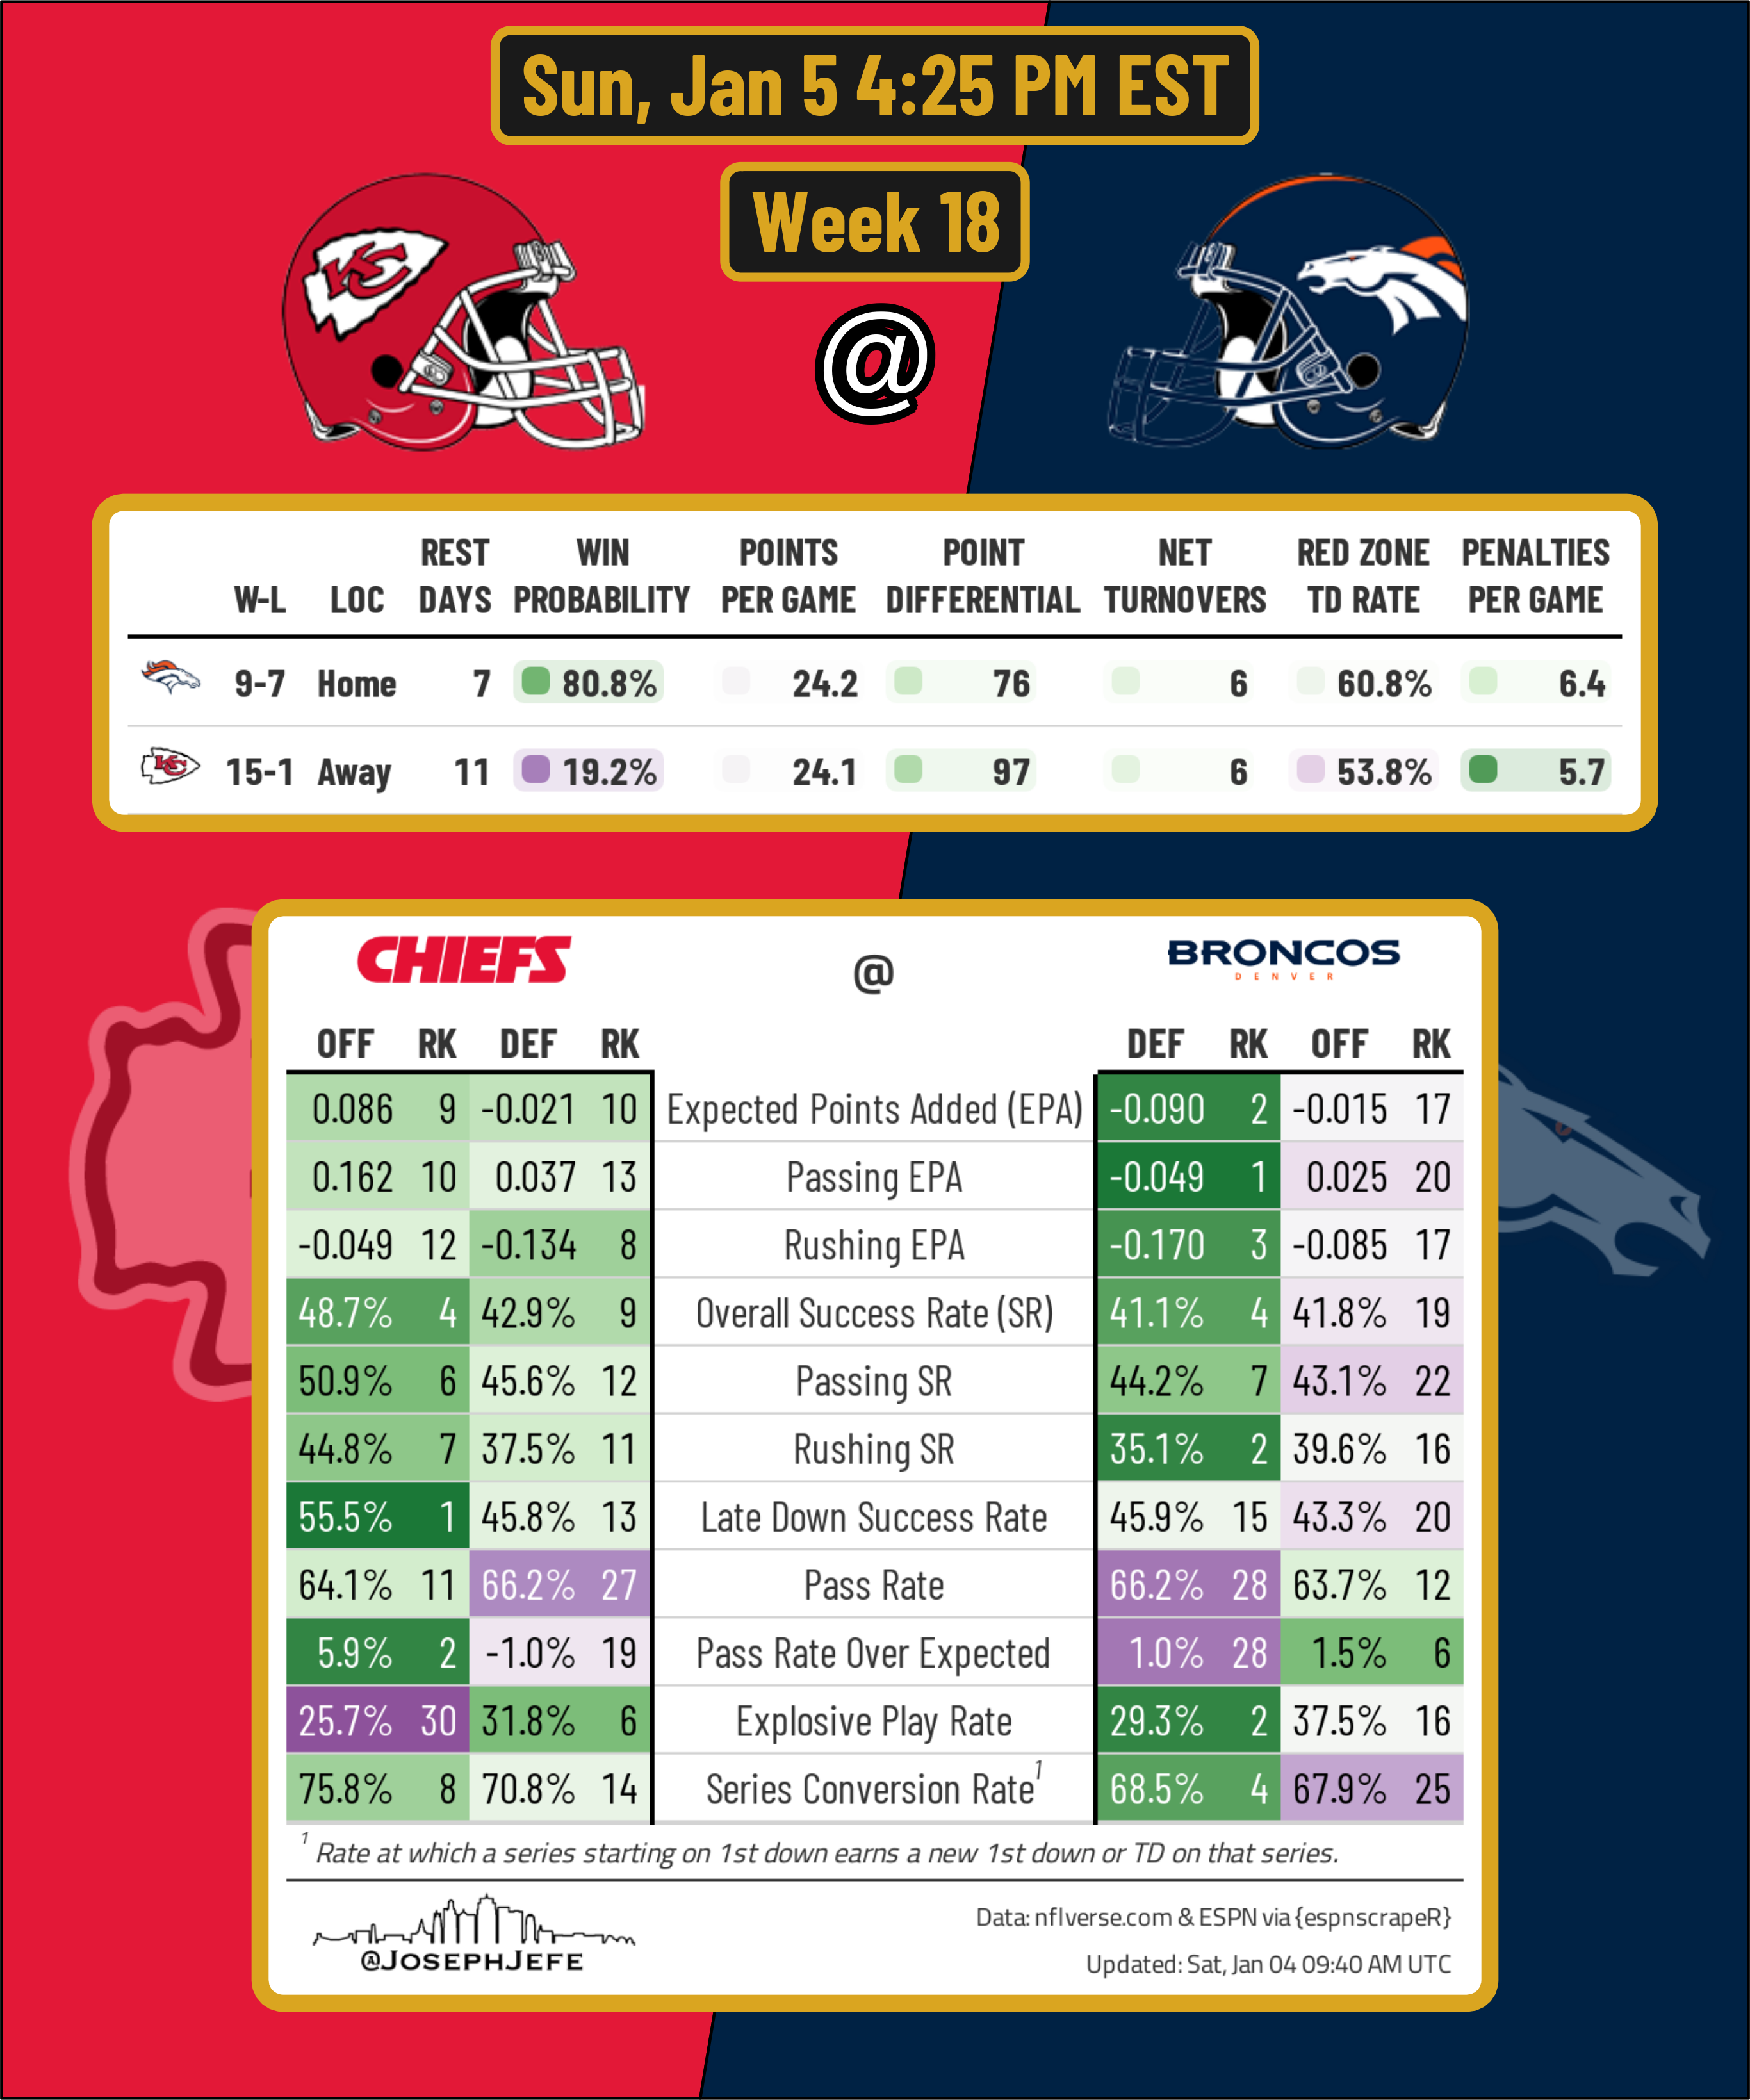 Sun, Jan 5 4:25 PM EST
Week 18
KC
@
W-L LOC REST DAYS WIN PROBABILITY POINTS PER GAME POINT DIFFERENTIAL NET TURNOVERS RED ZONE TD RATE PENALTIES PER GAME
9-7 Home 7 80.8% 24.2 76 6 60.8% 6.4
KC 15-1 Away 11 19.2% 24.1 97 6 53.8% 5.7
CHIEFS @ BRONCOS
DENVER
OFF RK DEF RK DEF RK OFF RK
0.086 9 -0.021 10 Expected Points Added (EPA) -0.090 2 -0.015 17
0.162 10 0.037 13 Passing EPA -0.049 1 0.025 20
-0.049 12 -0.134 8 Rushing EPA -0.170 3 -0.085 17
48.7% 4 42.9% 9 Overall Success Rate (SR) 41.1% 4 41.8% 19
50.9% 6 45.6% 12 Passing SR 44.2% 7 43.1% 22
44.8% 7 37.5% 11 Rushing SR 35.1% 2 39.6% 16
55.5% 1 45.8% 13 Late Down Success Rate 45.9% 15 43.3% 20
64.1% 11 66.2% 27 Pass Rate 66.2% 28 63.7% 12
5.9% 2 -1.0% 19 Pass Rate Over Expected 1.0% 28 1.5% 6
25.7% 30 31.8% 6 Explosive Play Rate 29.3% 2 37.5% 16
75.8% 8 70.8% 14 Series Conversion Rate¹ 68.5% 4 67.9% 25
¹ Rate at which a series starting on 1st down earns a new 1st down or TD on that series.
@JOSEPHJEFE
Data: nflverse.com & ESPN via {espnscrapeR}
Updated: Sat, Jan 04 09:40 AM UTC